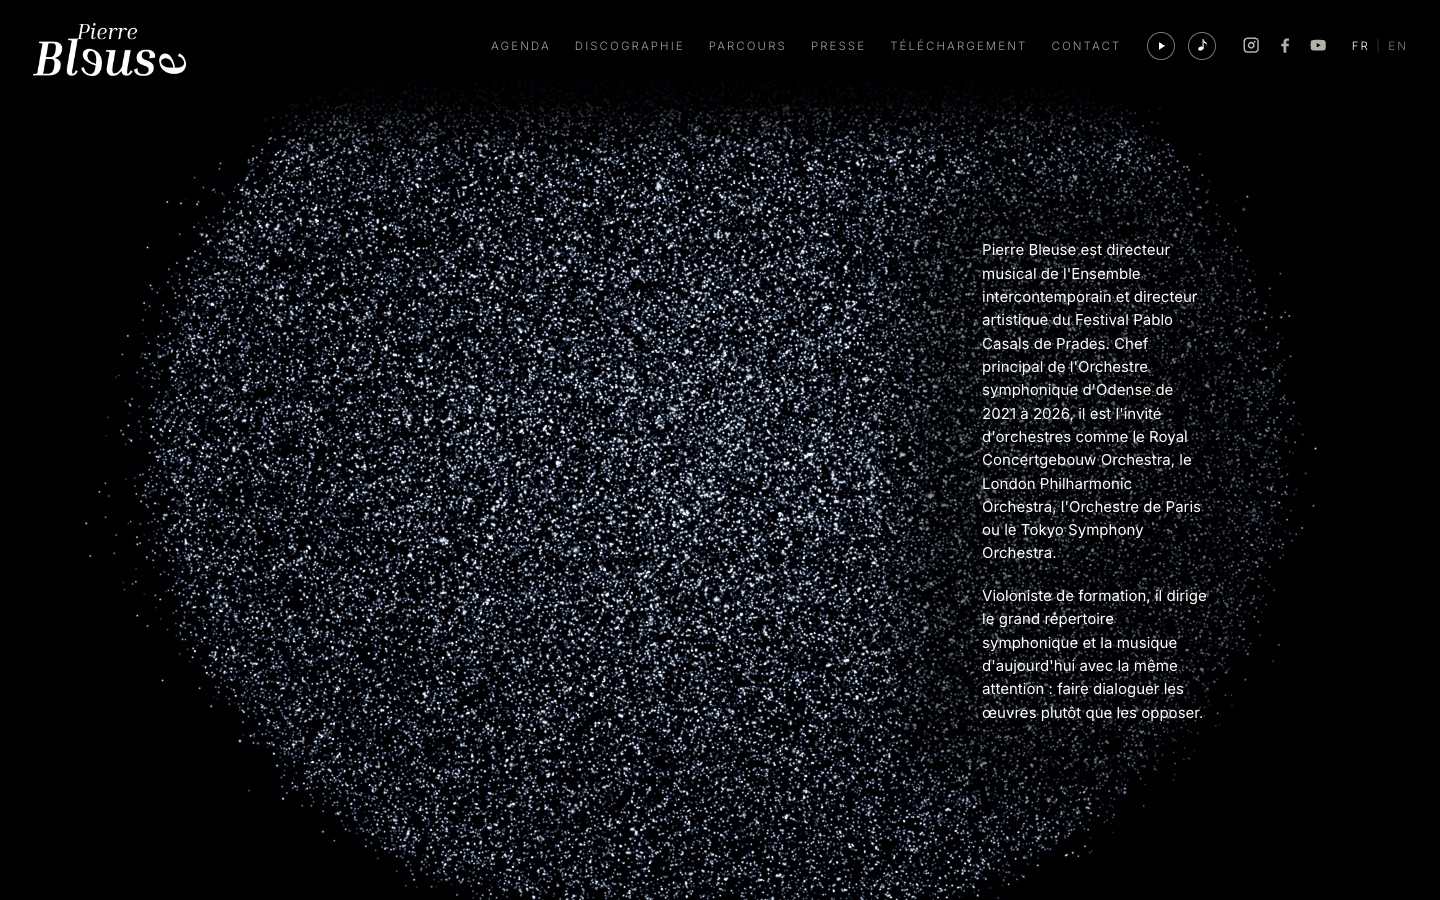 Pierre
Bleuse
AGENDA DISCOGRAPHIE PARCOURS PRESSE TÉLÉCHARGEMENT CONTACT FR | EN
Pierre Bleuse est directeur
musical de l'Ensemble
intercontemporain et directeur
artistique du Festival Pablo
Casals de Prades. Chef
principal de l'Orchestre
symphonique d'Odense de
2021 à 2026, il est l'invité
d'orchestres comme le Royal
Concertgebouw Orchestra, le
London Philharmonic
Orchestra, l'Orchestre de Paris
ou le Tokyo Symphony
Orchestra.
Violoniste de formation, il dirige
le grand répertoire
symphonique et la musique
d'aujourd'hui avec la même
attention : faire dialoguer les
œuvres plutôt que les opposer.